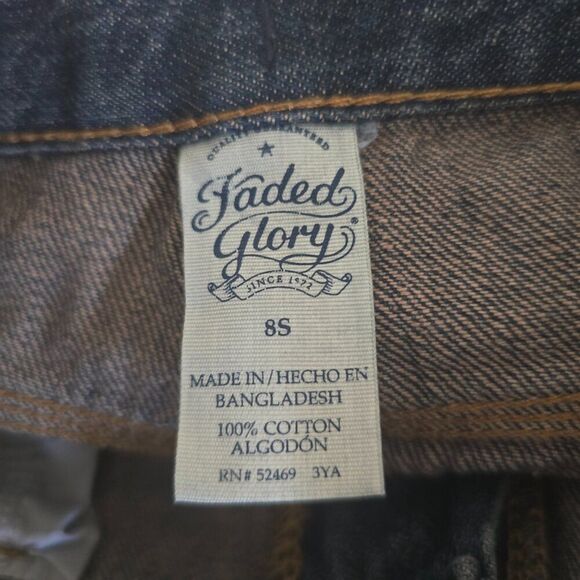 QUALITY GUARANTEED
Faded
Glory®
SINCE 1972
8S
MADE IN/HECHO EN
BANGLADESH
100% COTTON
ALGODÓN
RN# 52469 3YA